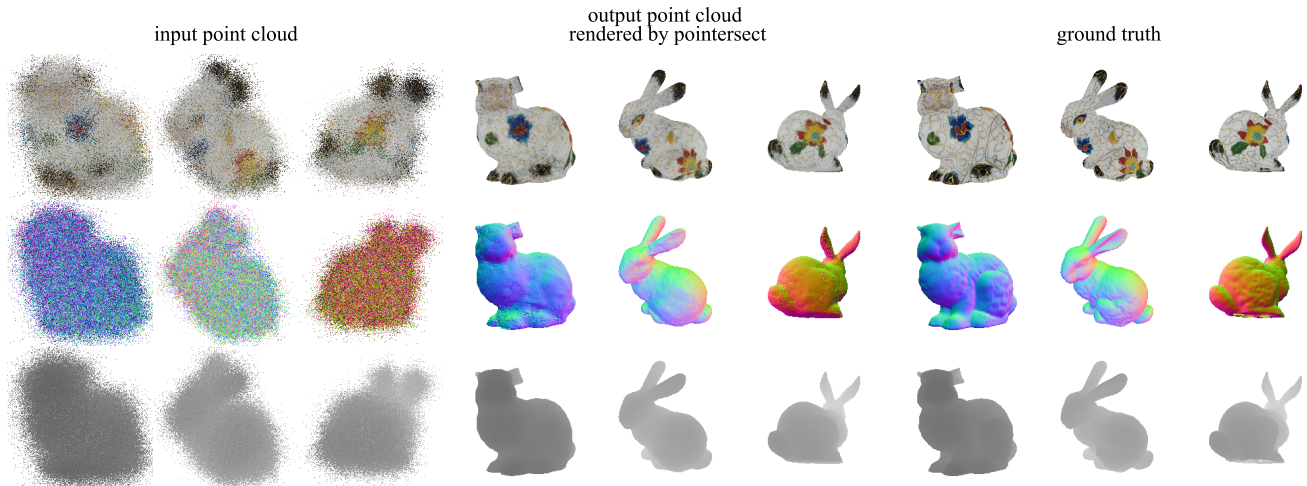 input point cloud
output point cloud
rendered by pointersect
ground truth